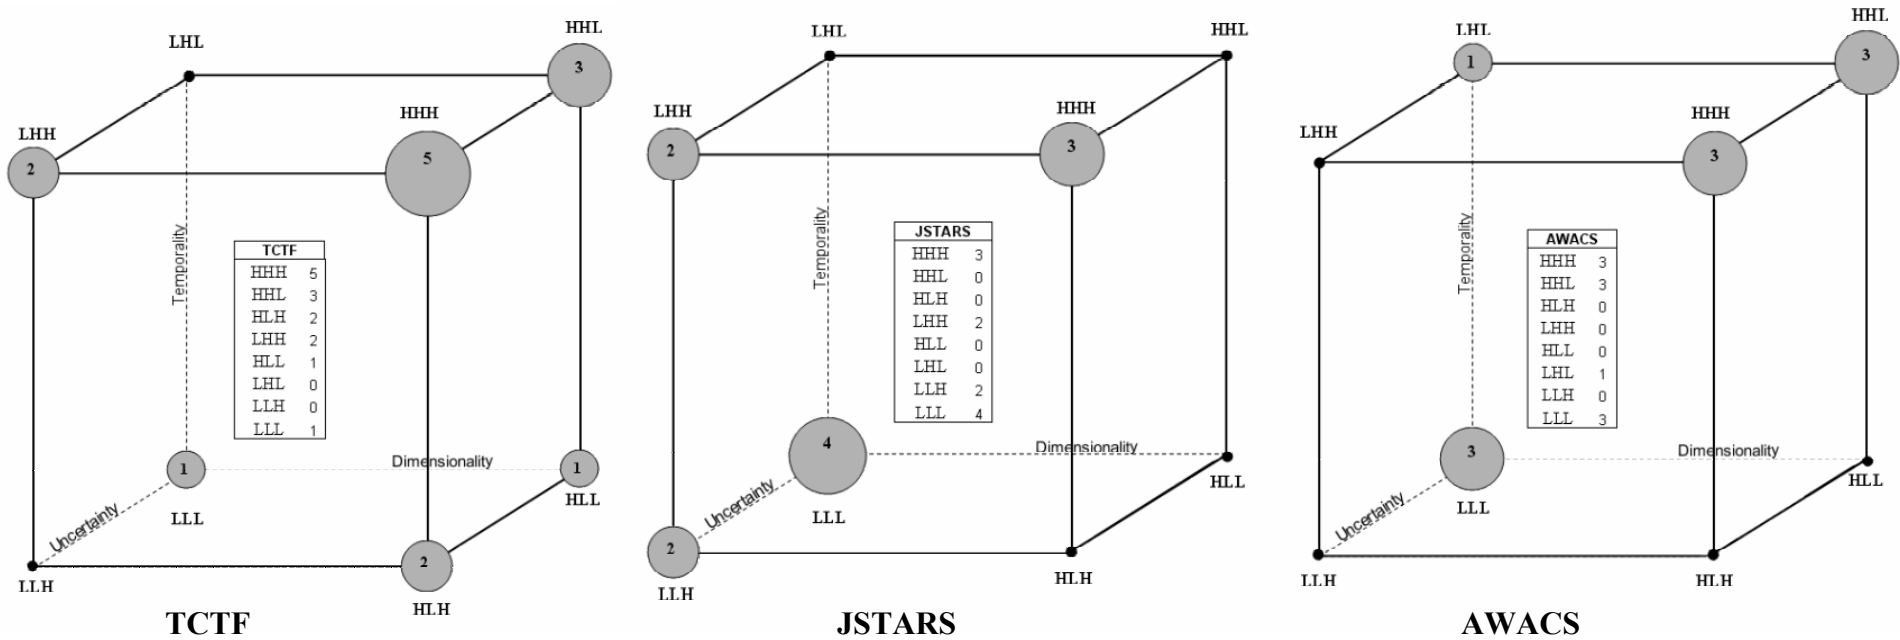 LHL
HHL
3
HHH
LHH
2
5
Temporality
TCTF
HHH 5
HHL 3
HLH 2
LHH 2
HLL 1
LHL 0
LLH 0
LLL 1
Dimensionality
1
1
HLL
LLL
Uncertainty
2
LLH
HLH
TCTF
LHL
HHL
LHH
HHH
2
3
Temporality
JSTARS
HHH 3
HHL 0
HLH 0
LHH 2
HLL 0
LHL 0
LLH 2
LLL 4
4
Dimensionality
HLL
Uncertainty
LLL
2
HLH
LLH
JSTARS
HHL
LHL
1
3
HHH
LHH
3
Temporality
AWACS
HHH 3
HHL 3
HLH 0
LHH 0
HLL 0
LHL 1
LLH 0
LLL 3
3
Dimensionality
HLL
LLL
Uncertainty
LLH
HLH
AWACS